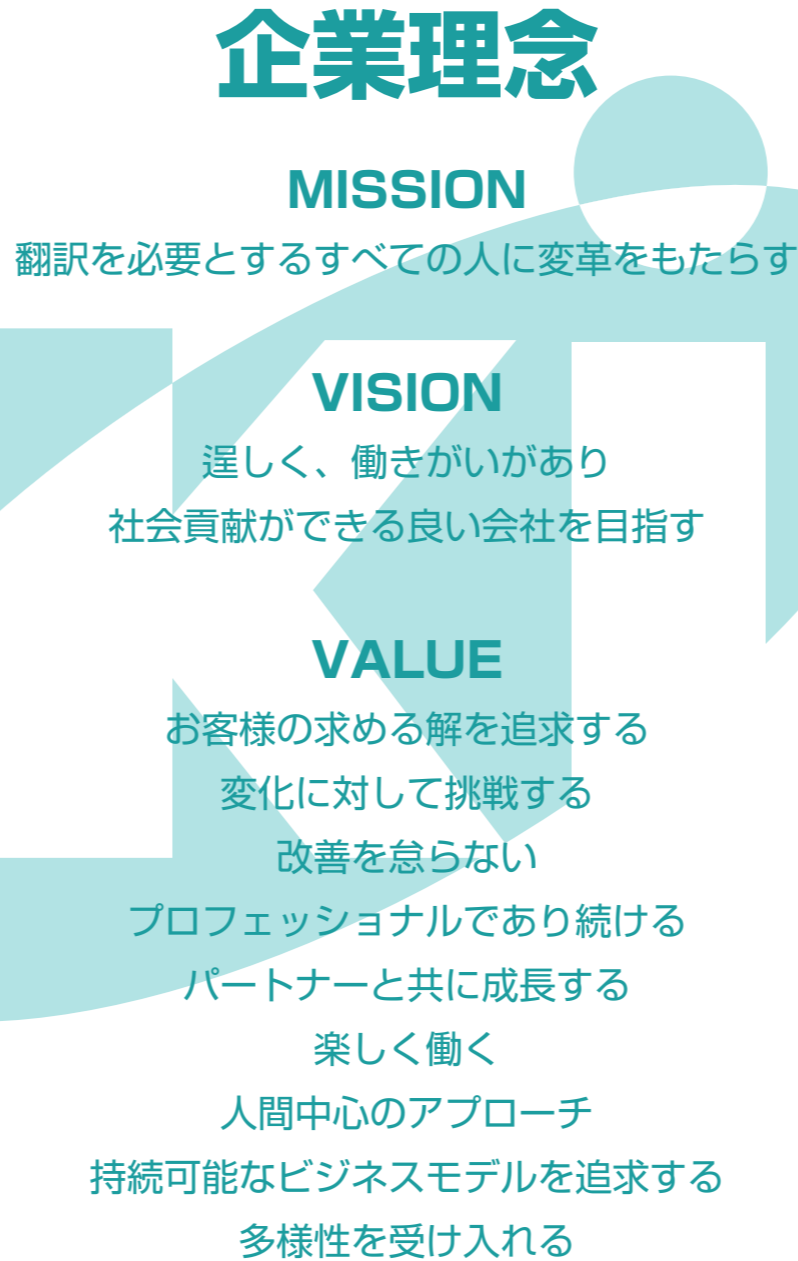 企業理念
MISSION
翻訳を必要とするすべての人に変革をもたらす
VISION
逞しく、働きがいがあり
社会貢献ができる良い会社を目指す
VALUE
お客様の求める解を追求する
変化に対して挑戦する
改善を怠らない
プロフェッショナルであり続ける
パートナーと共に成長する
楽しく働く
人間中心のアプローチ
持続可能なビジネスモデルを追求する
多様性を受け入れる